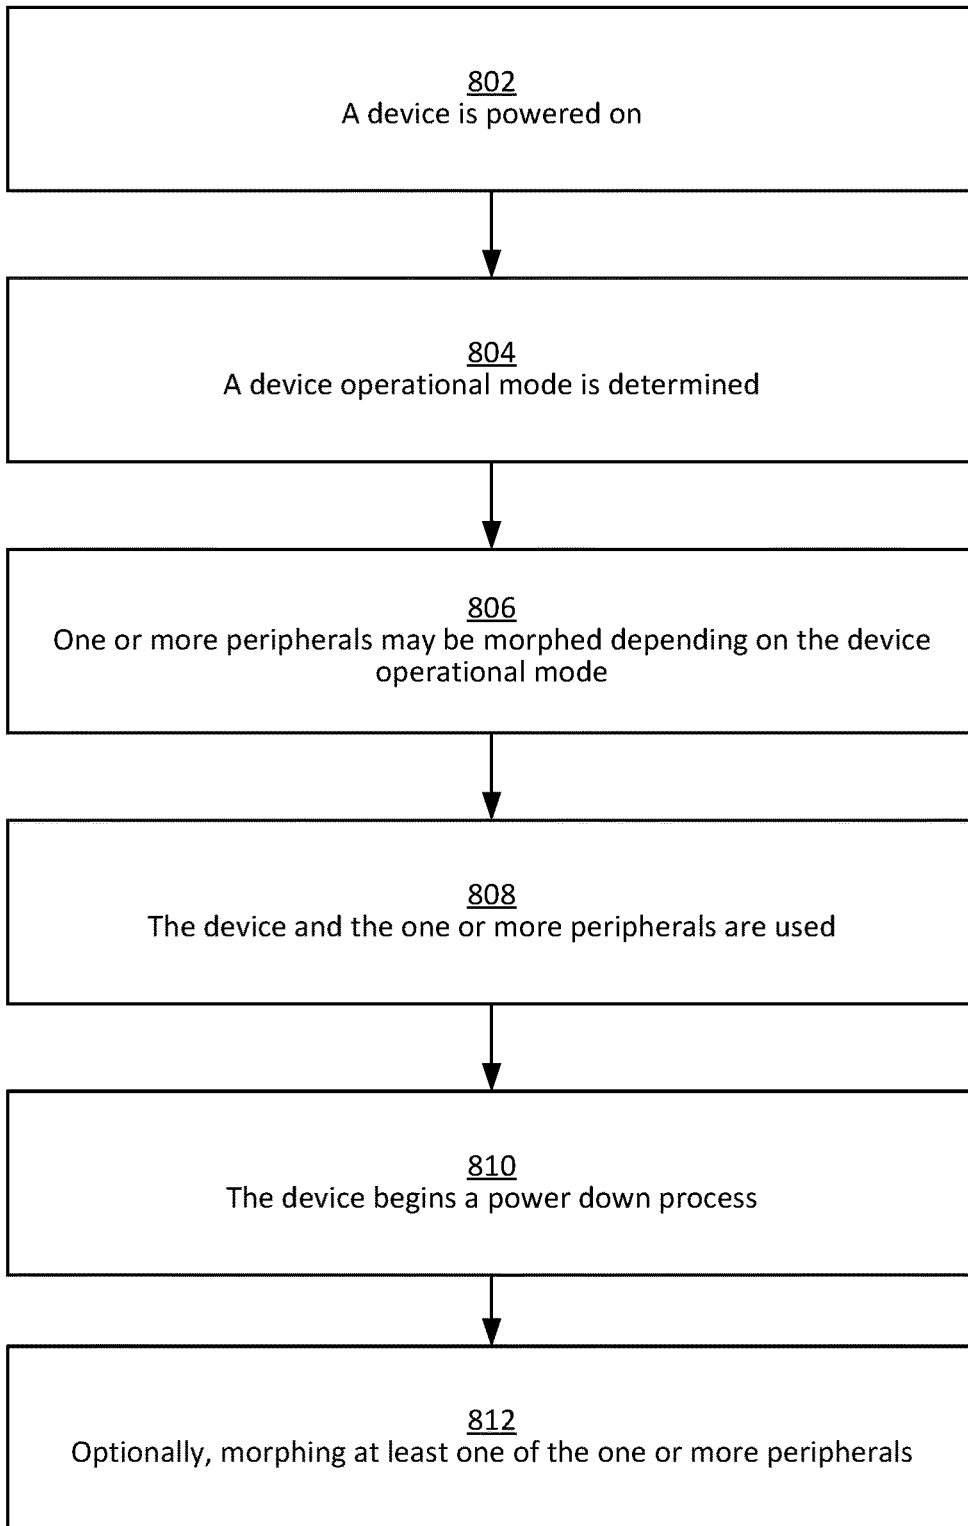 802
A device is powered on
804
A device operational mode is determined
806
One or more peripherals may be morphed depending on the device
operational mode
808
The device and the one or more peripherals are used
810
The device begins a power down process
812
Optionally, morphing at least one of the one or more peripherals